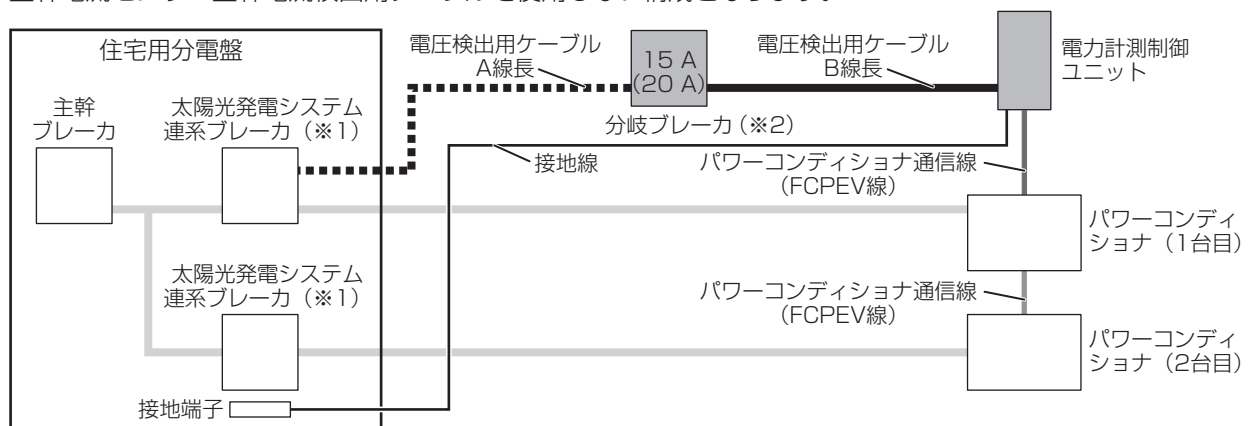 住宅用分電盤
主幹
ブレーカ
太陽光発電システム
連系ブレーカ（※1）
電圧検出用ケーブル
A線長
15 A
(20 A)
電圧検出用ケーブル
B線長
電力計測制御
ユニット
分岐ブレーカ（※2）
接地線
パワーコンディショナ通信線
（FCPEV線）
パワーコンディ
ショナ（1台目）
太陽光発電システム
連系ブレーカ（※1）
パワーコンディショナ通信線
（FCPEV線）
パワーコンディ
ショナ（2台目）
接地端子